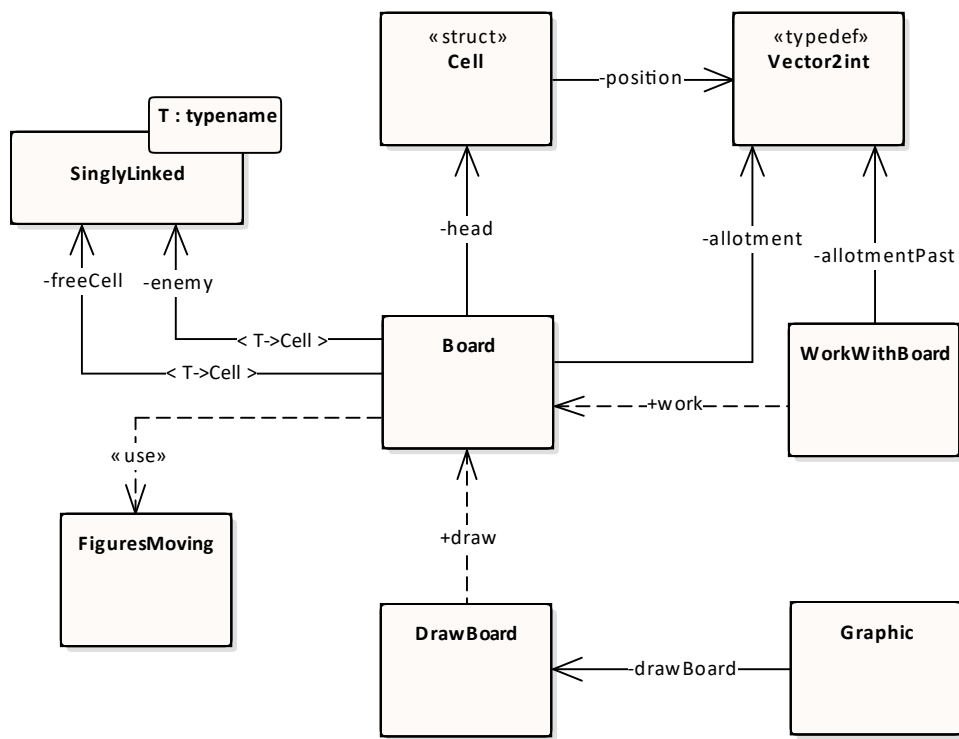 «struct»
Cell
«typedef»
Vector2int
-position
T : typename
SinglyLinked
-head
-allotment
-allotmentPast
-freeCell
-enemy
< T->Cell >
< T->Cell >
Board
WorkWithBoard
+work
«use»
FiguresMoving
+draw
DrawBoard
Graphic
-drawBoard